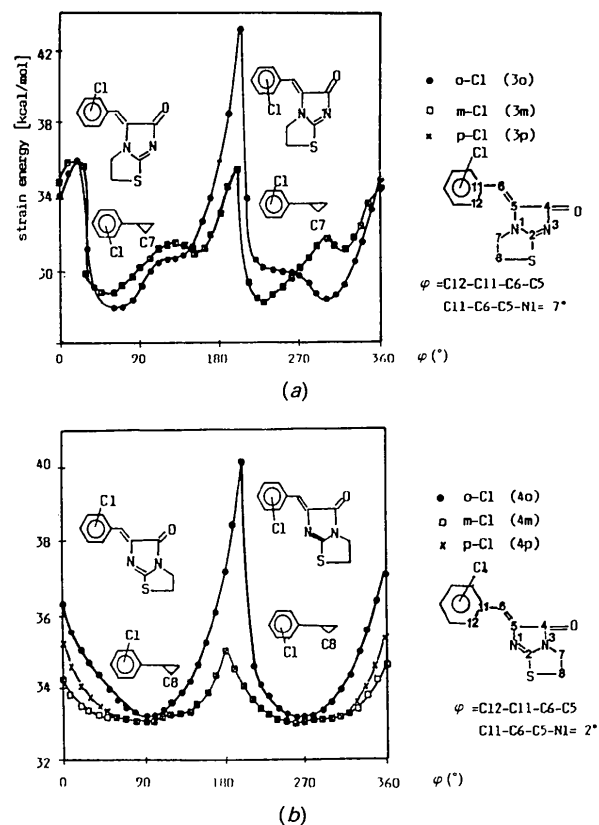 42
38
34
30
strain energy [kcal/mol]
0
90
180
270
360
φ (°)
Cl
O
N
N
S
Cl
O
N
N
S
Cl
C7
Cl
C7
● o-Cl (3o)
□ m-Cl (3m)
× p-Cl (3p)
Cl
11
6
12
5
4
O
7
N1
2
N3
8
S
φ =C12-C11-C6-C5
C11-C6-C5-N1= 7°
(a)
40
38
36
34
32
0
90
180
270
360
φ (°)
Cl
O
N
N
S
Cl
O
N
N
S
Cl
C8
Cl
C8
● o-Cl (4o)
□ m-Cl (4m)
× p-Cl (4p)
Cl
11
6
12
5
4
O
N1
N3
7
2
S
8
φ =C12-C11-C6-C5
C11-C6-C5-N1= 2°
(b)